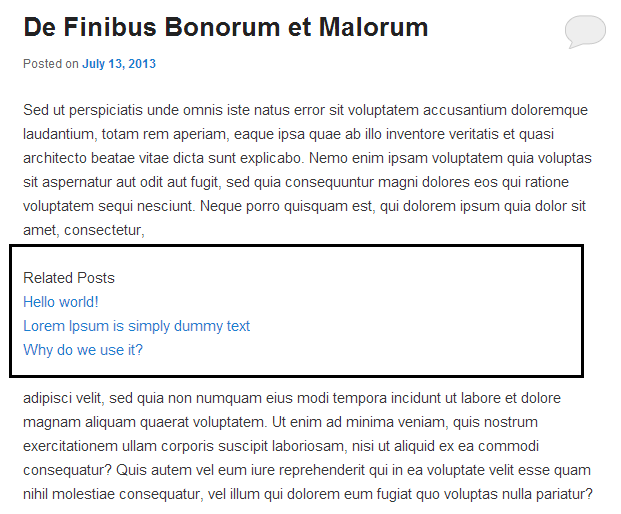 De Finibus Bonorum et Malorum
Posted on July 13, 2013
Sed ut perspiciatis unde omnis iste natus error sit voluptatem accusantium doloremque
laudantium, totam rem aperiam, eaque ipsa quae ab illo inventore veritatis et quasi
architecto beatae vitae dicta sunt explicabo. Nemo enim ipsam voluptatem quia voluptas
sit aspernatur aut odit aut fugit, sed quia consequuntur magni dolores eos qui ratione
voluptatem sequi nesciunt. Neque porro quisquam est, qui dolorem ipsum quia dolor sit
amet, consectetur,
Related Posts
Hello world!
Lorem Ipsum is simply dummy text
Why do we use it?
adipisci velit, sed quia non numquam eius modi tempora incidunt ut labore et dolore
magnam aliquam quaerat voluptatem. Ut enim ad minima veniam, quis nostrum
exercitationem ullam corporis suscipit laboriosam, nisi ut aliquid ex ea commodi
consequatur? Quis autem vel eum iure reprehenderit qui in ea voluptate velit esse quam
nihil molestiae consequatur, vel illum qui dolorem eum fugiat quo voluptas nulla pariatur?